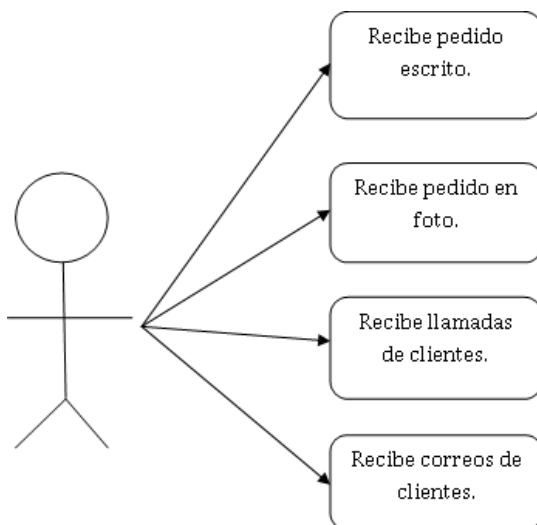 Recibe pedido
escrito.
Recibe pedido en
foto.
Recibe llamadas
de clientes.
Recibe correos de
clientes.